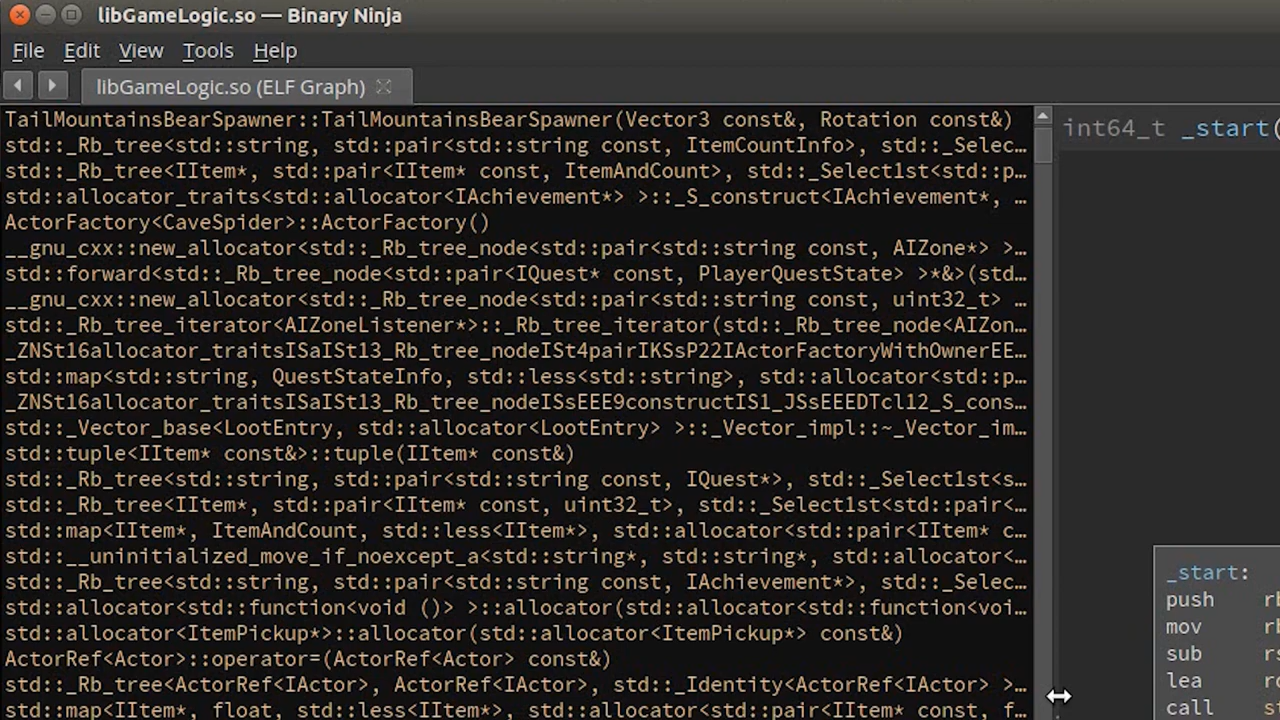 libGameLogic.so — Binary Ninja
File Edit View Tools Help
libGameLogic.so (ELF Graph)
TailMountainsBearSpawner::TailMountainsBearSpawner(Vector3 const&, Rotation const&)
std::_Rb_tree<std::string, std::pair<std::string const, ItemCountInfo>, std::_Selec…
std::_Rb_tree<IItem*, std::pair<IItem* const, ItemAndCount>, std::_Select1st<std::p…
std::allocator_traits<std::allocator<IAchievement*> >::_S_construct<IAchievement*, …
ActorFactory<CaveSpider>::ActorFactory()
__gnu_cxx::new_allocator<std::_Rb_tree_node<std::pair<std::string const, AIZone*> >…
std::forward<std::_Rb_tree_node<std::pair<IQuest* const, PlayerQuestState> >*&>(std…
__gnu_cxx::new_allocator<std::_Rb_tree_node<std::pair<std::string const, uint32_t> …
std::_Rb_tree_iterator<AIZoneListener*>::_Rb_tree_iterator(std::_Rb_tree_node<AIZon…
_ZNSt16allocator_traitsISaISt13_Rb_tree_nodeISt4pairIKSsP22IActorFactoryWithOwnerEE…
std::map<std::string, QuestStateInfo, std::less<std::string>, std::allocator<std::p…
_ZNSt16allocator_traitsISaISt13_Rb_tree_nodeISsEEE9constructIS1_JSsEEEDTcl12_S_cons…
std::_Vector_base<LootEntry, std::allocator<LootEntry> >::_Vector_impl::~_Vector_im…
std::tuple<IItem* const&>::tuple(IItem* const&)
std::_Rb_tree<std::string, std::pair<std::string const, IQuest*>, std::_Select1st<s…
std::_Rb_tree<IItem*, std::pair<IItem* const, uint32_t>, std::_Select1st<std::pair<…
std::map<IItem*, ItemAndCount, std::less<IItem*>, std::allocator<std::pair<IItem* c…
std::__uninitialized_move_if_noexcept_a<std::string*, std::string*, std::allocator<…
std::_Rb_tree<std::string, std::pair<std::string const, IAchievement*>, std::_Selec…
std::allocator<std::function<void ()> >::allocator(std::allocator<std::function<voi…
std::allocator<ItemPickup*>::allocator(std::allocator<ItemPickup*> const&)
ActorRef<Actor>::operator=(ActorRef<Actor> const&)
std::_Rb_tree<ActorRef<IActor>, ActorRef<IActor>, std::_Identity<ActorRef<IActor> >…
std::map<IItem*, float, std::less<IItem*>, std::allocator<std::pair<IItem* const, f…
int64_t _start(
_start:
push
mov
sub
lea
call